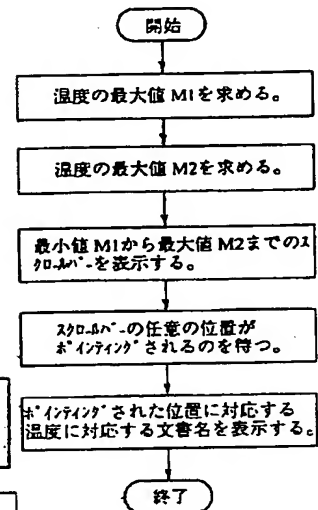 開始
温度の最大値 M1を求める。
温度の最大値 M2を求める。
最小値 M1から最大値 M2までのス
クロールバーを表示する。
スクロールバーの任意の位置が
ポインティングされるのを待つ。
ポインティングされた位置に対応する
温度に対応する文書名を表示する。
終了